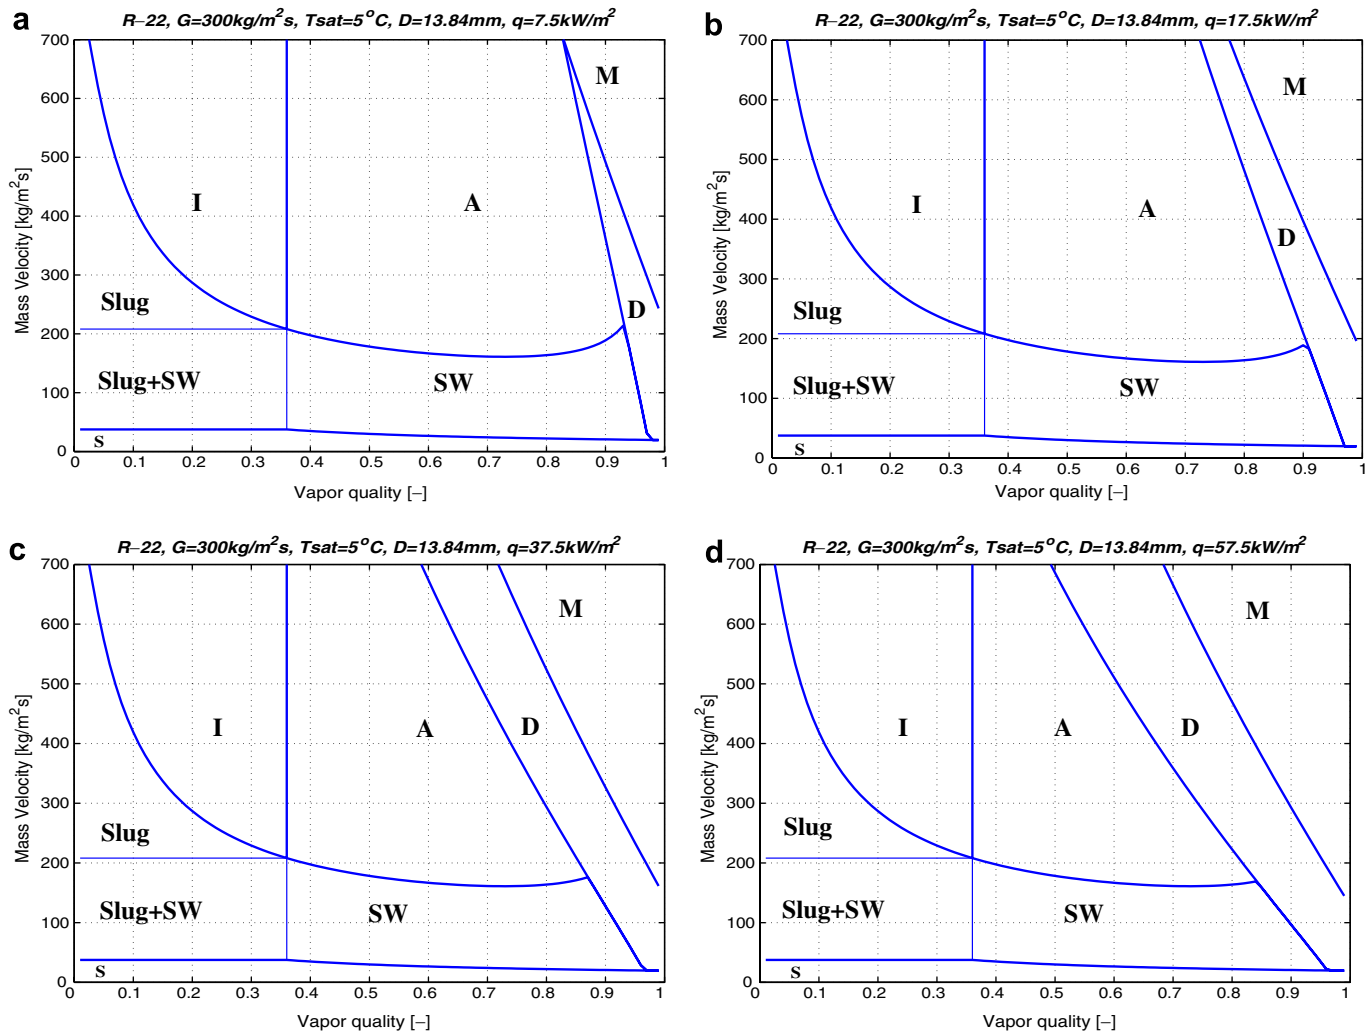 a
R–22, G=300kg/m²s, Tsat=5°C, D=13.84mm, q=7.5kW/m²
700
600
500
400
300
200
100
0
Mass Velocity [kg/m²s]
M
I
A
Slug
D
Slug+SW
SW
S
0 0.1 0.2 0.3 0.4 0.5 0.6 0.7 0.8 0.9 1
Vapor quality [–]
b
R–22, G=300kg/m²s, Tsat=5°C, D=13.84mm, q=17.5kW/m²
700
600
500
400
300
200
100
0
Mass Velocity [kg/m²s]
M
I
A
D
Slug
Slug+SW
SW
S
0 0.1 0.2 0.3 0.4 0.5 0.6 0.7 0.8 0.9 1
Vapor quality [–]
c
R–22, G=300kg/m²s, Tsat=5°C, D=13.84mm, q=37.5kW/m²
700
600
500
400
300
200
100
0
Mass Velocity [kg/m²s]
M
I
A
D
Slug
Slug+SW
SW
S
0 0.1 0.2 0.3 0.4 0.5 0.6 0.7 0.8 0.9 1
Vapor quality [–]
d
R–22, G=300kg/m²s, Tsat=5°C, D=13.84mm, q=57.5kW/m²
700
600
500
400
300
200
100
0
Mass Velocity [kg/m²s]
M
I
A
D
Slug
Slug+SW
SW
S
0 0.1 0.2 0.3 0.4 0.5 0.6 0.7 0.8 0.9 1
Vapor quality [–]